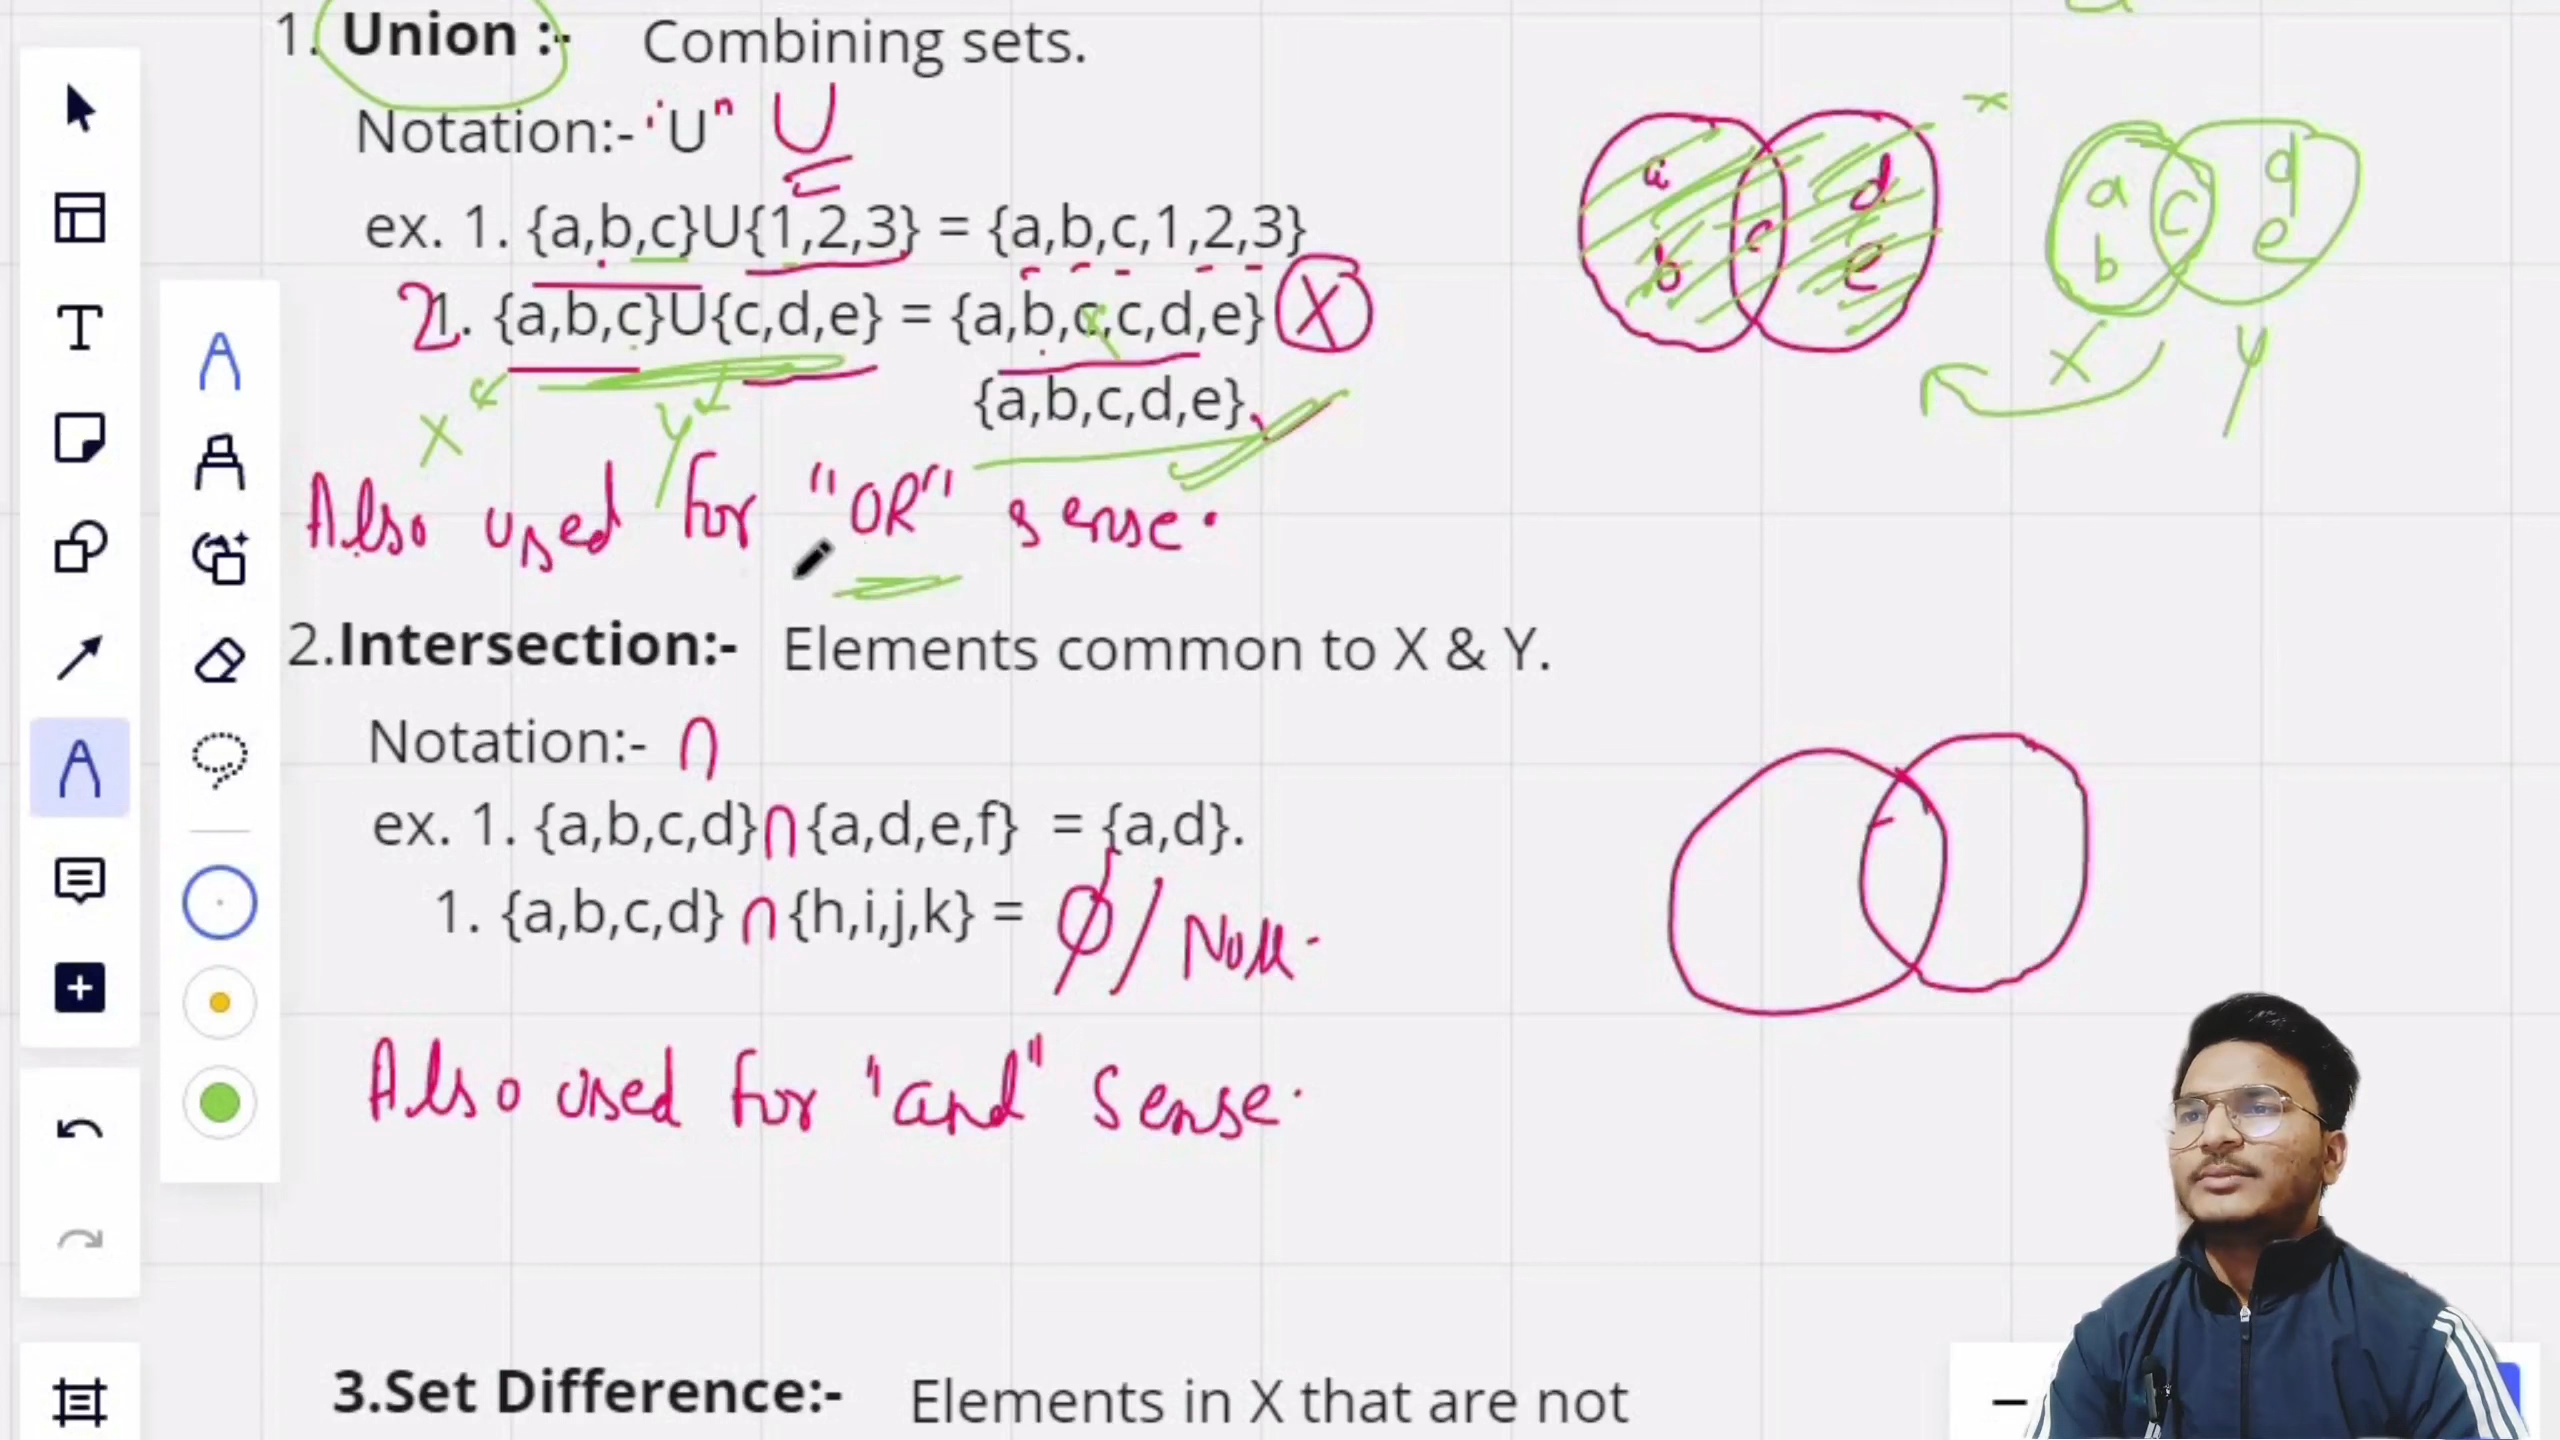 1. Union :- Combining sets.
Notation:- "U" U
ex. 1. {a,b,c}U{1,2,3} = {a,b,c,1,2,3}
2 1. {a,b,c}U{c,d,e} = {a,b,c,c,d,e} X
{a,b,c,d,e}
X Y
Also used for "OR" sense.
a b c d e
x
a b c d e
X Y
2.Intersection:- Elements common to X & Y.
Notation:- ∩
ex. 1. {a,b,c,d}∩{a,d,e,f} = {a,d}.
1. {a,b,c,d} ∩ {h,i,j,k} = ϕ/ Null.
Also used for "and" sense.
3.Set Difference:- Elements in X that are not